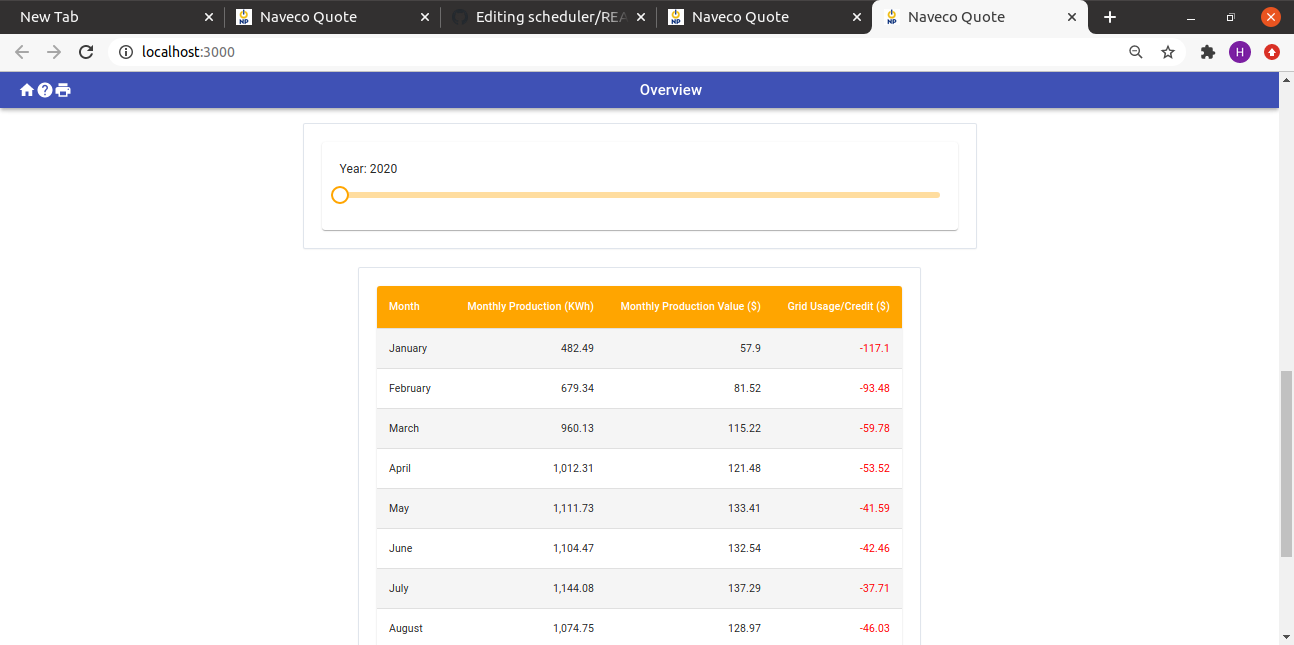 New Tab Naveco Quote Editing scheduler/REA Naveco Quote Naveco Quote
localhost:3000 H
Overview
Year: 2020
Month Monthly Production (KWh) Monthly Production Value ($) Grid Usage/Credit ($)
January 482.49 57.9 -117.1
February 679.34 81.52 -93.48
March 960.13 115.22 -59.78
April 1,012.31 121.48 -53.52
May 1,111.73 133.41 -41.59
June 1,104.47 132.54 -42.46
July 1,144.08 137.29 -37.71
August 1,074.75 128.97 -46.03